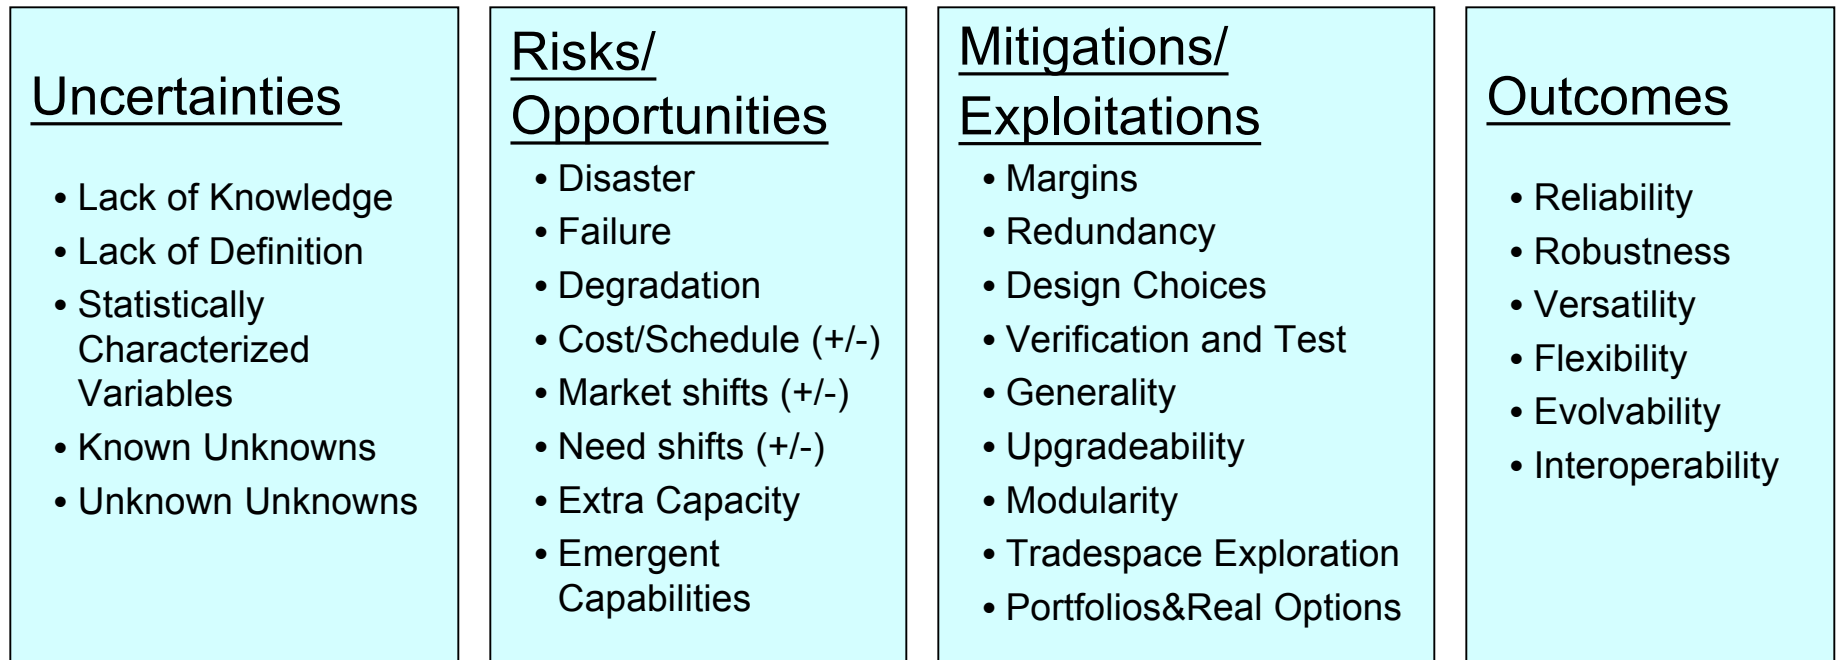 Uncertainties
• Lack of Knowledge
• Lack of Definition
• Statistically
Characterized
Variables
• Known Unknowns
• Unknown Unknowns
Risks/
Opportunities
• Disaster
• Failure
• Degradation
• Cost/Schedule (+/-)
• Market shifts (+/-)
• Need shifts (+/-)
• Extra Capacity
• Emergent
Capabilities
Mitigations/
Exploitations
• Margins
• Redundancy
• Design Choices
• Verification and Test
• Generality
• Upgradeability
• Modularity
• Tradespace Exploration
• Portfolios&Real Options
Outcomes
• Reliability
• Robustness
• Versatility
• Flexibility
• Evolvability
• Interoperability